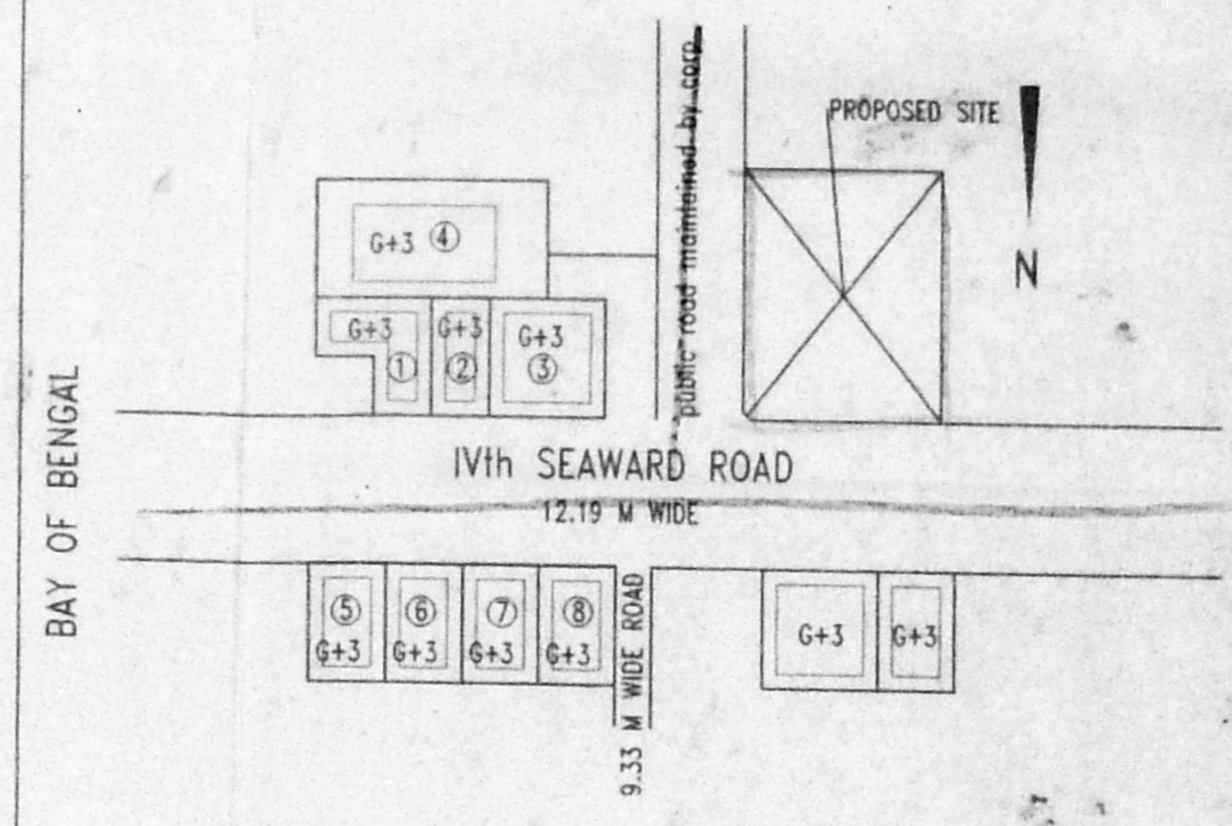 public road maintained by corp
PROPOSED SITE
N
G+3 ④
G+3
①
G+3
②
G+3
③
BAY OF BENGAL
IVth SEAWARD ROAD
12.19 M WIDE
⑤
G+3
⑥
G+3
⑦
G+3
⑧
G+3
9.33 M WIDE ROAD
G+3
G+3